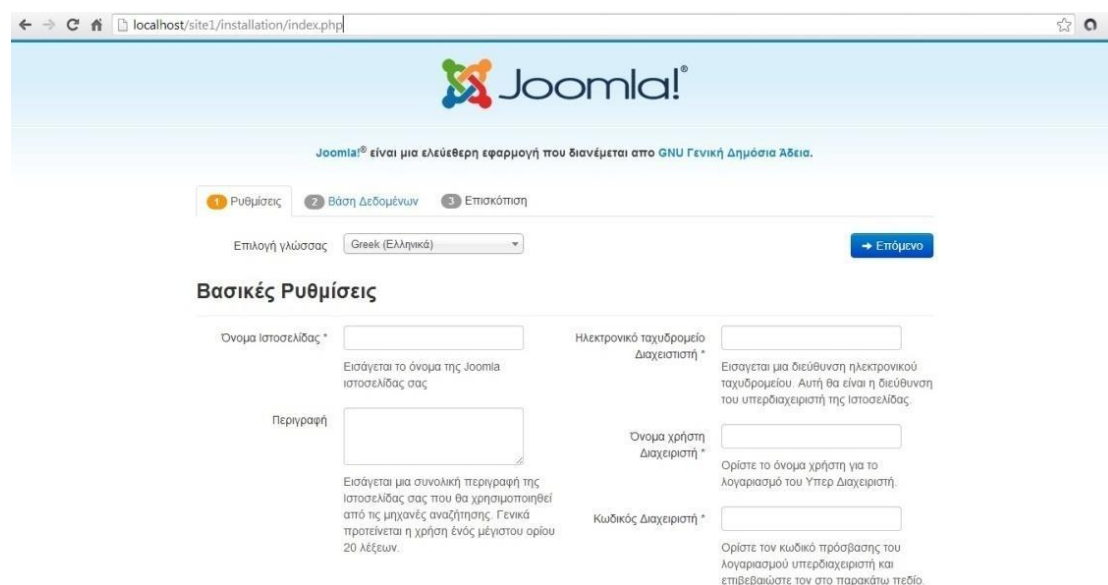 localhost/site1/installation/index.php
Joomla!®
Joomla!® είναι μια ελεύθερη εφαρμογή που διανέμεται απο GNU Γενική Δημόσια Άδεια.
1 Ρυθμίσεις
2 Βάση Δεδομένων
3 Επισκόπιση
Επιλογή γλώσσας
Greek (Ελληνικά)
Επόμενο
Βασικές Ρυθμίσεις
Όνομα Ιστοσελίδας *
Εισάγεται το όνομα της Joomla
ιστοσελίδας σας
Περιγραφή
Εισάγεται μια συνολική περιγραφή της
Ιστοσελίδας σας που θα χρησιμοποιηθεί
από τις μηχανές αναζήτησης. Γενικά
προτείνεται η χρήση ένός μέγιστου ορίου
20 λέξεων.
Ηλεκτρονικό ταχυδρομείο
Διαχειστιστή *
Εισαγεται μια διεύθυνση ηλεκτρονικού
ταχυδρομείου. Αυτή θα είναι η διεύθυνση
του υπερδιαχειριστή της Ιστοσελίδας.
Όνομα χρήστη
Διαχειριστή *
Ορίστε το όνομα χρήστη για το
λογαριασμό του Υπερ Διαχειριστή.
Κωδικός Διαχειριστή *
Ορίστε τον κωδικό πρόσβασης του
λογαριασμού υπερδιαχειριστή και
επιβεβαιώστε τον στο παρακάτω πεδίο.